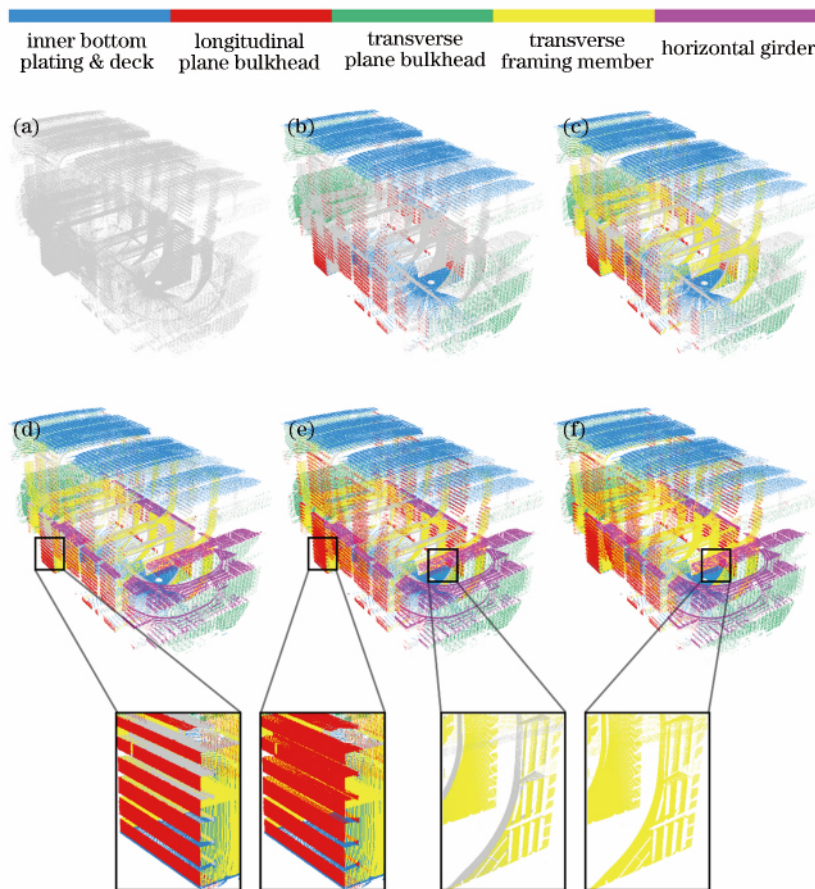 inner bottom
plating & deck
longitudinal
plane bulkhead
transverse
plane bulkhead
transverse
framing member
horizontal girder
(a)
(b)
(c)
(d)
(e)
(f)